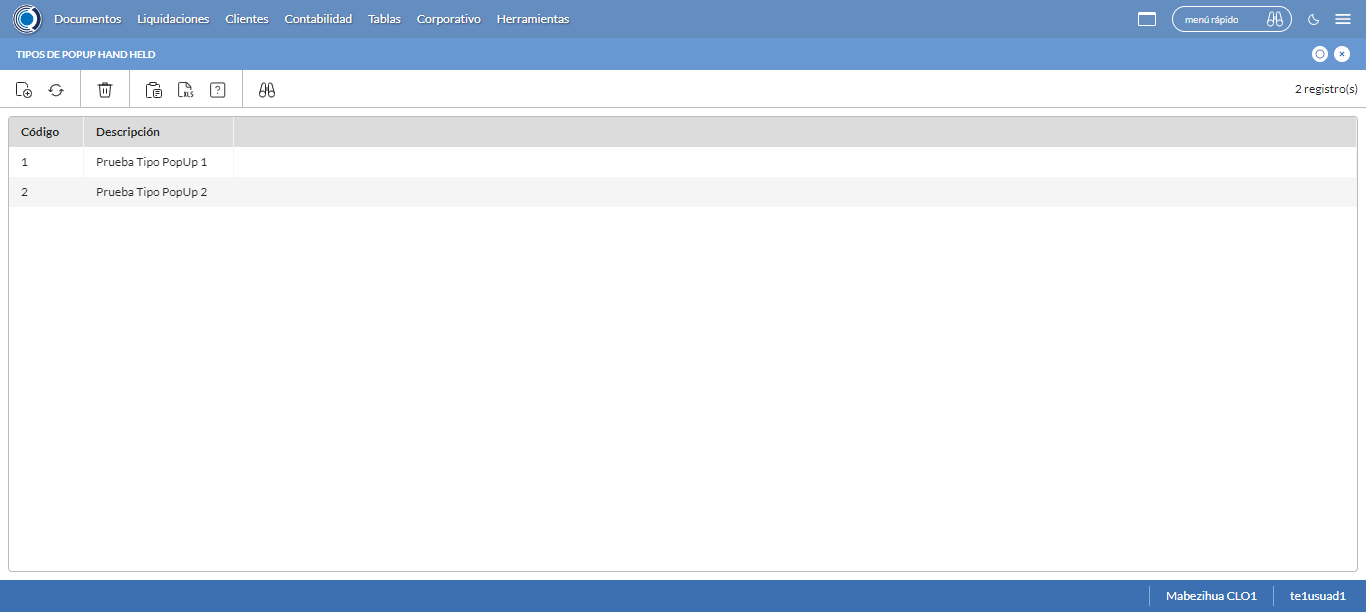 Documentos Liquidaciones Clientes Contabilidad Tablas Corporativo Herramientas menú rápido
TIPOS DE POPUP HAND HELD
XLS ? 2 registro(s)
Código Descripción
1 Prueba Tipo PopUp 1
2 Prueba Tipo PopUp 2
Mabezihua CLO1 te1usuad1